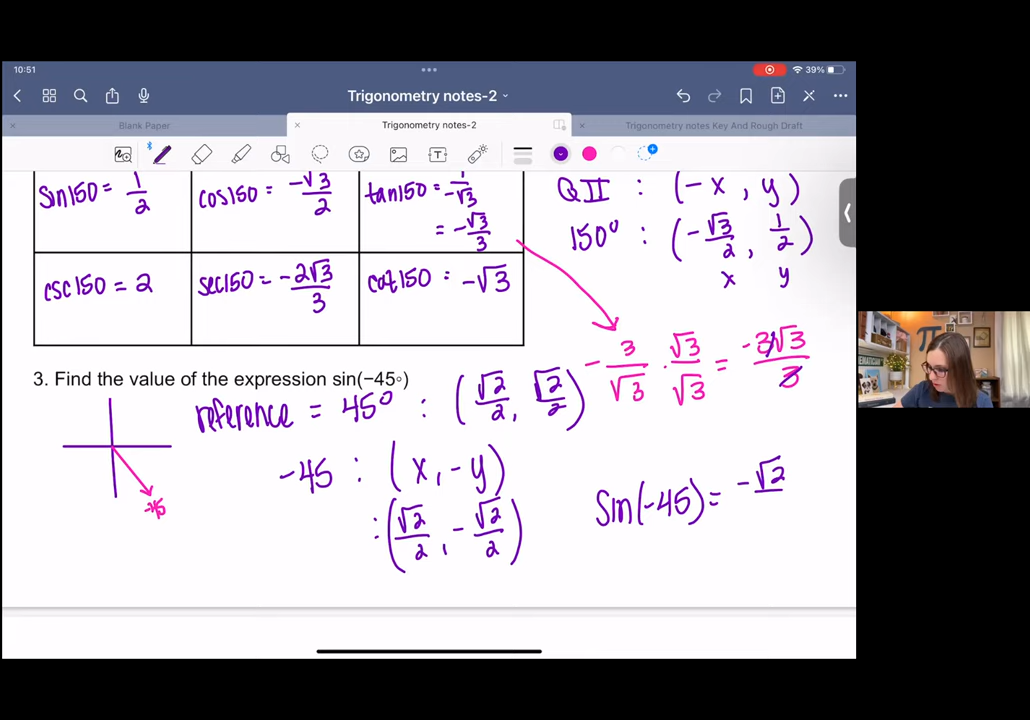 10:51
39%
Trigonometry notes-2
Blank Paper
Trigonometry notes-2
Trigonometry notes Key And Rough Draft
sin150 = 1/2
cos150 = -√3/2
tan150 = 1/-√3
= -√3/3
csc150 = 2
sec150 = -2√3/3
cot150 = -√3
QII : (-x, y)
150° : (-√3/2, 1/2)
x y
- 3/√3 · √3/√3 = -3√3/3
3. Find the value of the expression sin(−45◦)
reference = 45° : (√2/2, √2/2)
-45
-45 : (x, -y)
: (√2/2, -√2/2)
Sin(-45) = -√2